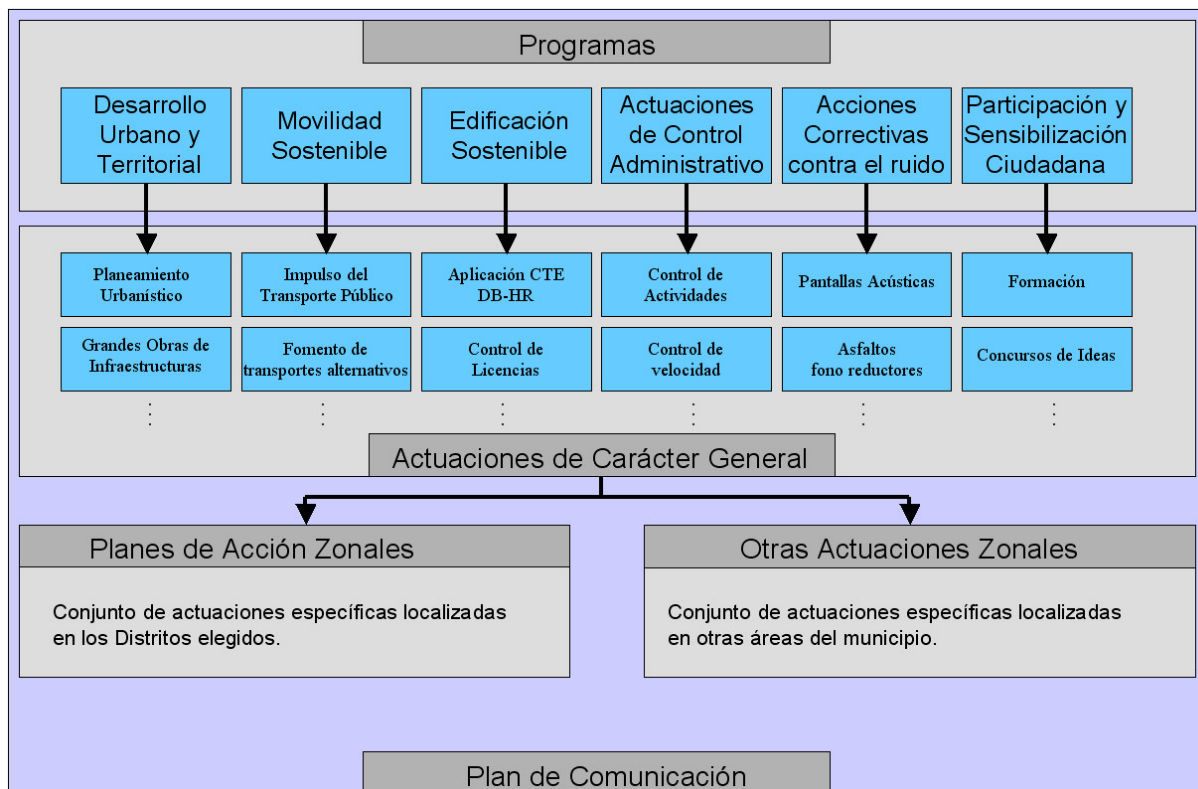 Programas
Desarrollo
Urbano y
Territorial
Movilidad
Sostenible
Edificación
Sostenible
Actuaciones
de Control
Administrativo
Acciones
Correctivas
contra el ruido
Participación y
Sensibilización
Ciudadana
Planeamiento
Urbanístico
Impulso del
Transporte Público
Aplicación CTE
DB-HR
Control de
Actividades
Pantallas Acústicas
Formación
Grandes Obras de
Infraestructuras
Fomento de
transportes alternativos
Control de
Licencias
Control de
velocidad
Asfaltos
fono reductores
Concursos de Ideas
Actuaciones de Carácter General
Planes de Acción Zonales
Conjunto de actuaciones específicas localizadas
en los Distritos elegidos.
Otras Actuaciones Zonales
Conjunto de actuaciones específicas localizadas
en otras áreas del municipio.
Plan de Comunicación